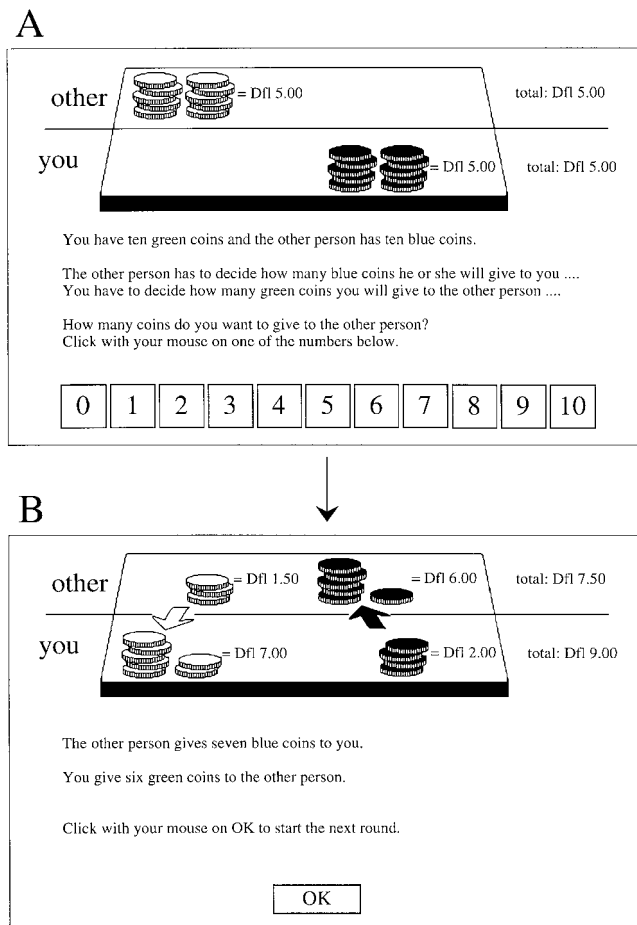 A
other
= Dfl 5.00
total: Dfl 5.00
you
= Dfl 5.00
total: Dfl 5.00
You have ten green coins and the other person has ten blue coins.
The other person has to decide how many blue coins he or she will give to you ....
You have to decide how many green coins you will give to the other person ....
How many coins do you want to give to the other person?
Click with your mouse on one of the numbers below.
0 1 2 3 4 5 6 7 8 9 10
B
other
= Dfl 1.50
= Dfl 6.00
total: Dfl 7.50
you
= Dfl 7.00
= Dfl 2.00
total: Dfl 9.00
The other person gives seven blue coins to you.
You give six green coins to the other person.
Click with your mouse on OK to start the next round.
OK